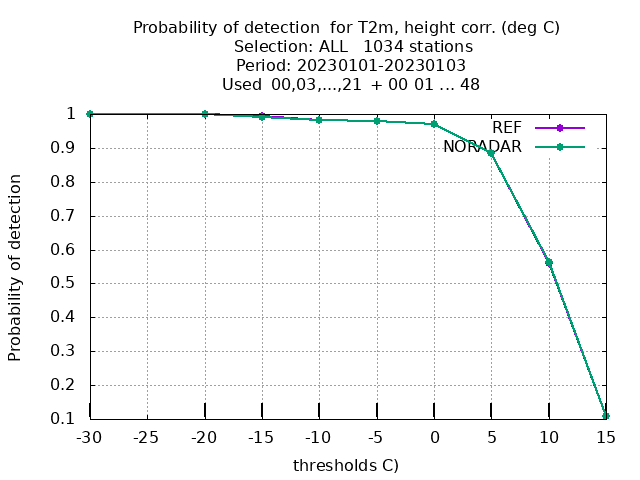 Probability of detection  for T2m, height corr. (deg C)
Selection: ALL   1034 stations
Period: 20230101-20230103
Used  00,03,...,21  + 00 01 ... 48
REF
NORADAR
Probability of detection
1
0.9
0.8
0.7
0.6
0.5
0.4
0.3
0.2
0.1
-30 -25 -20 -15 -10 -5 0 5 10 15
thresholds C)